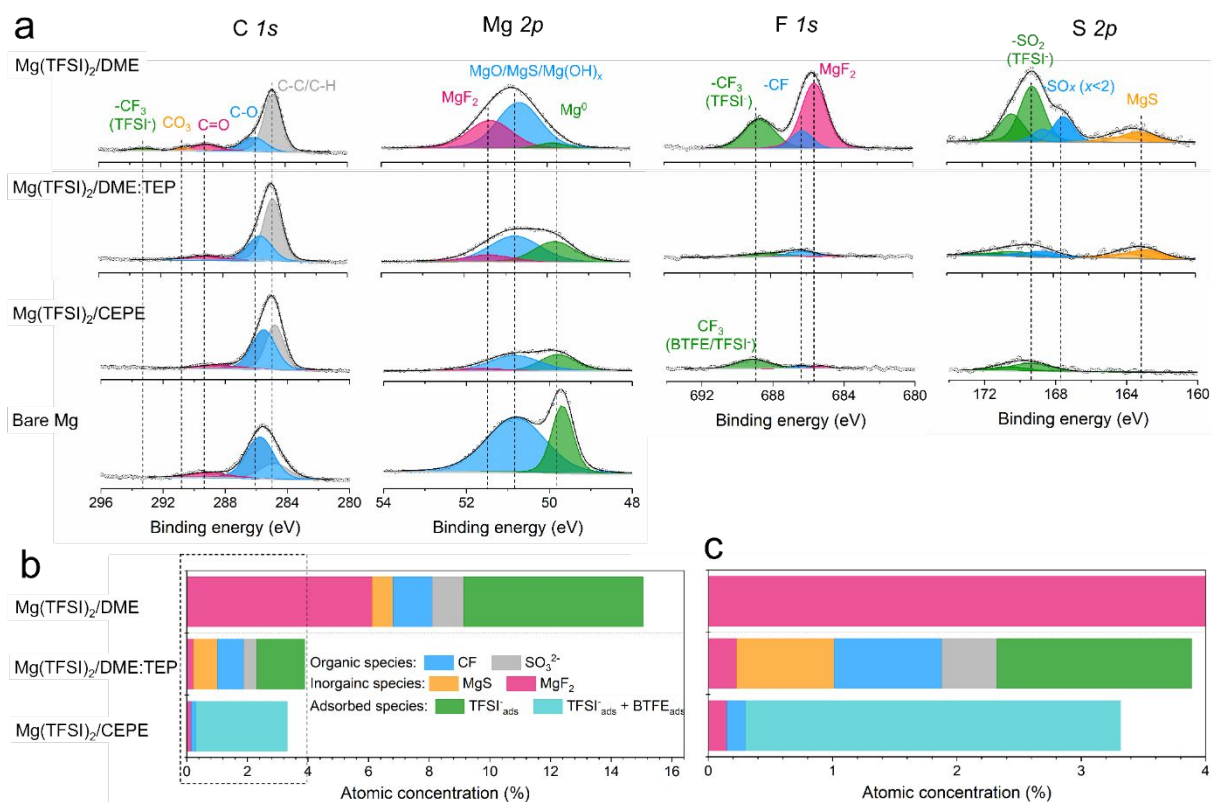 a
C 1s
Mg 2p
F 1s
S 2p
Mg(TFSI)₂/DME
-CF₃
(TFSI⁻)
CO₃
C=O
C-O
C-C/C-H
MgO/MgS/Mg(OH)ₓ
MgF₂
Mg⁰
-CF₃
(TFSI⁻)
-CF
MgF₂
-SO₂
(TFSI⁻)
-SOx (x<2)
MgS
Mg(TFSI)₂/DME:TEP
Mg(TFSI)₂/CEPE
CF₃
(BTFE/TFSI⁻)
692 688 684 680
Binding energy (eV)
172 168 164 160
Binding energy (eV)
Bare Mg
296 292 288 284 280
Binding energy (eV)
54 52 50 48
Binding energy (eV)
b
Mg(TFSI)₂/DME
Mg(TFSI)₂/DME:TEP
Mg(TFSI)₂/CEPE
Organic species: CF SO₃²⁻
Inorgainc species: MgS MgF₂
Adsorbed species: TFSI⁻ads TFSI⁻ads + BTFEads
0 2 4 6 8 10 12 14 16
Atomic concentration (%)
c
0 1 2 3 4
Atomic concentration (%)